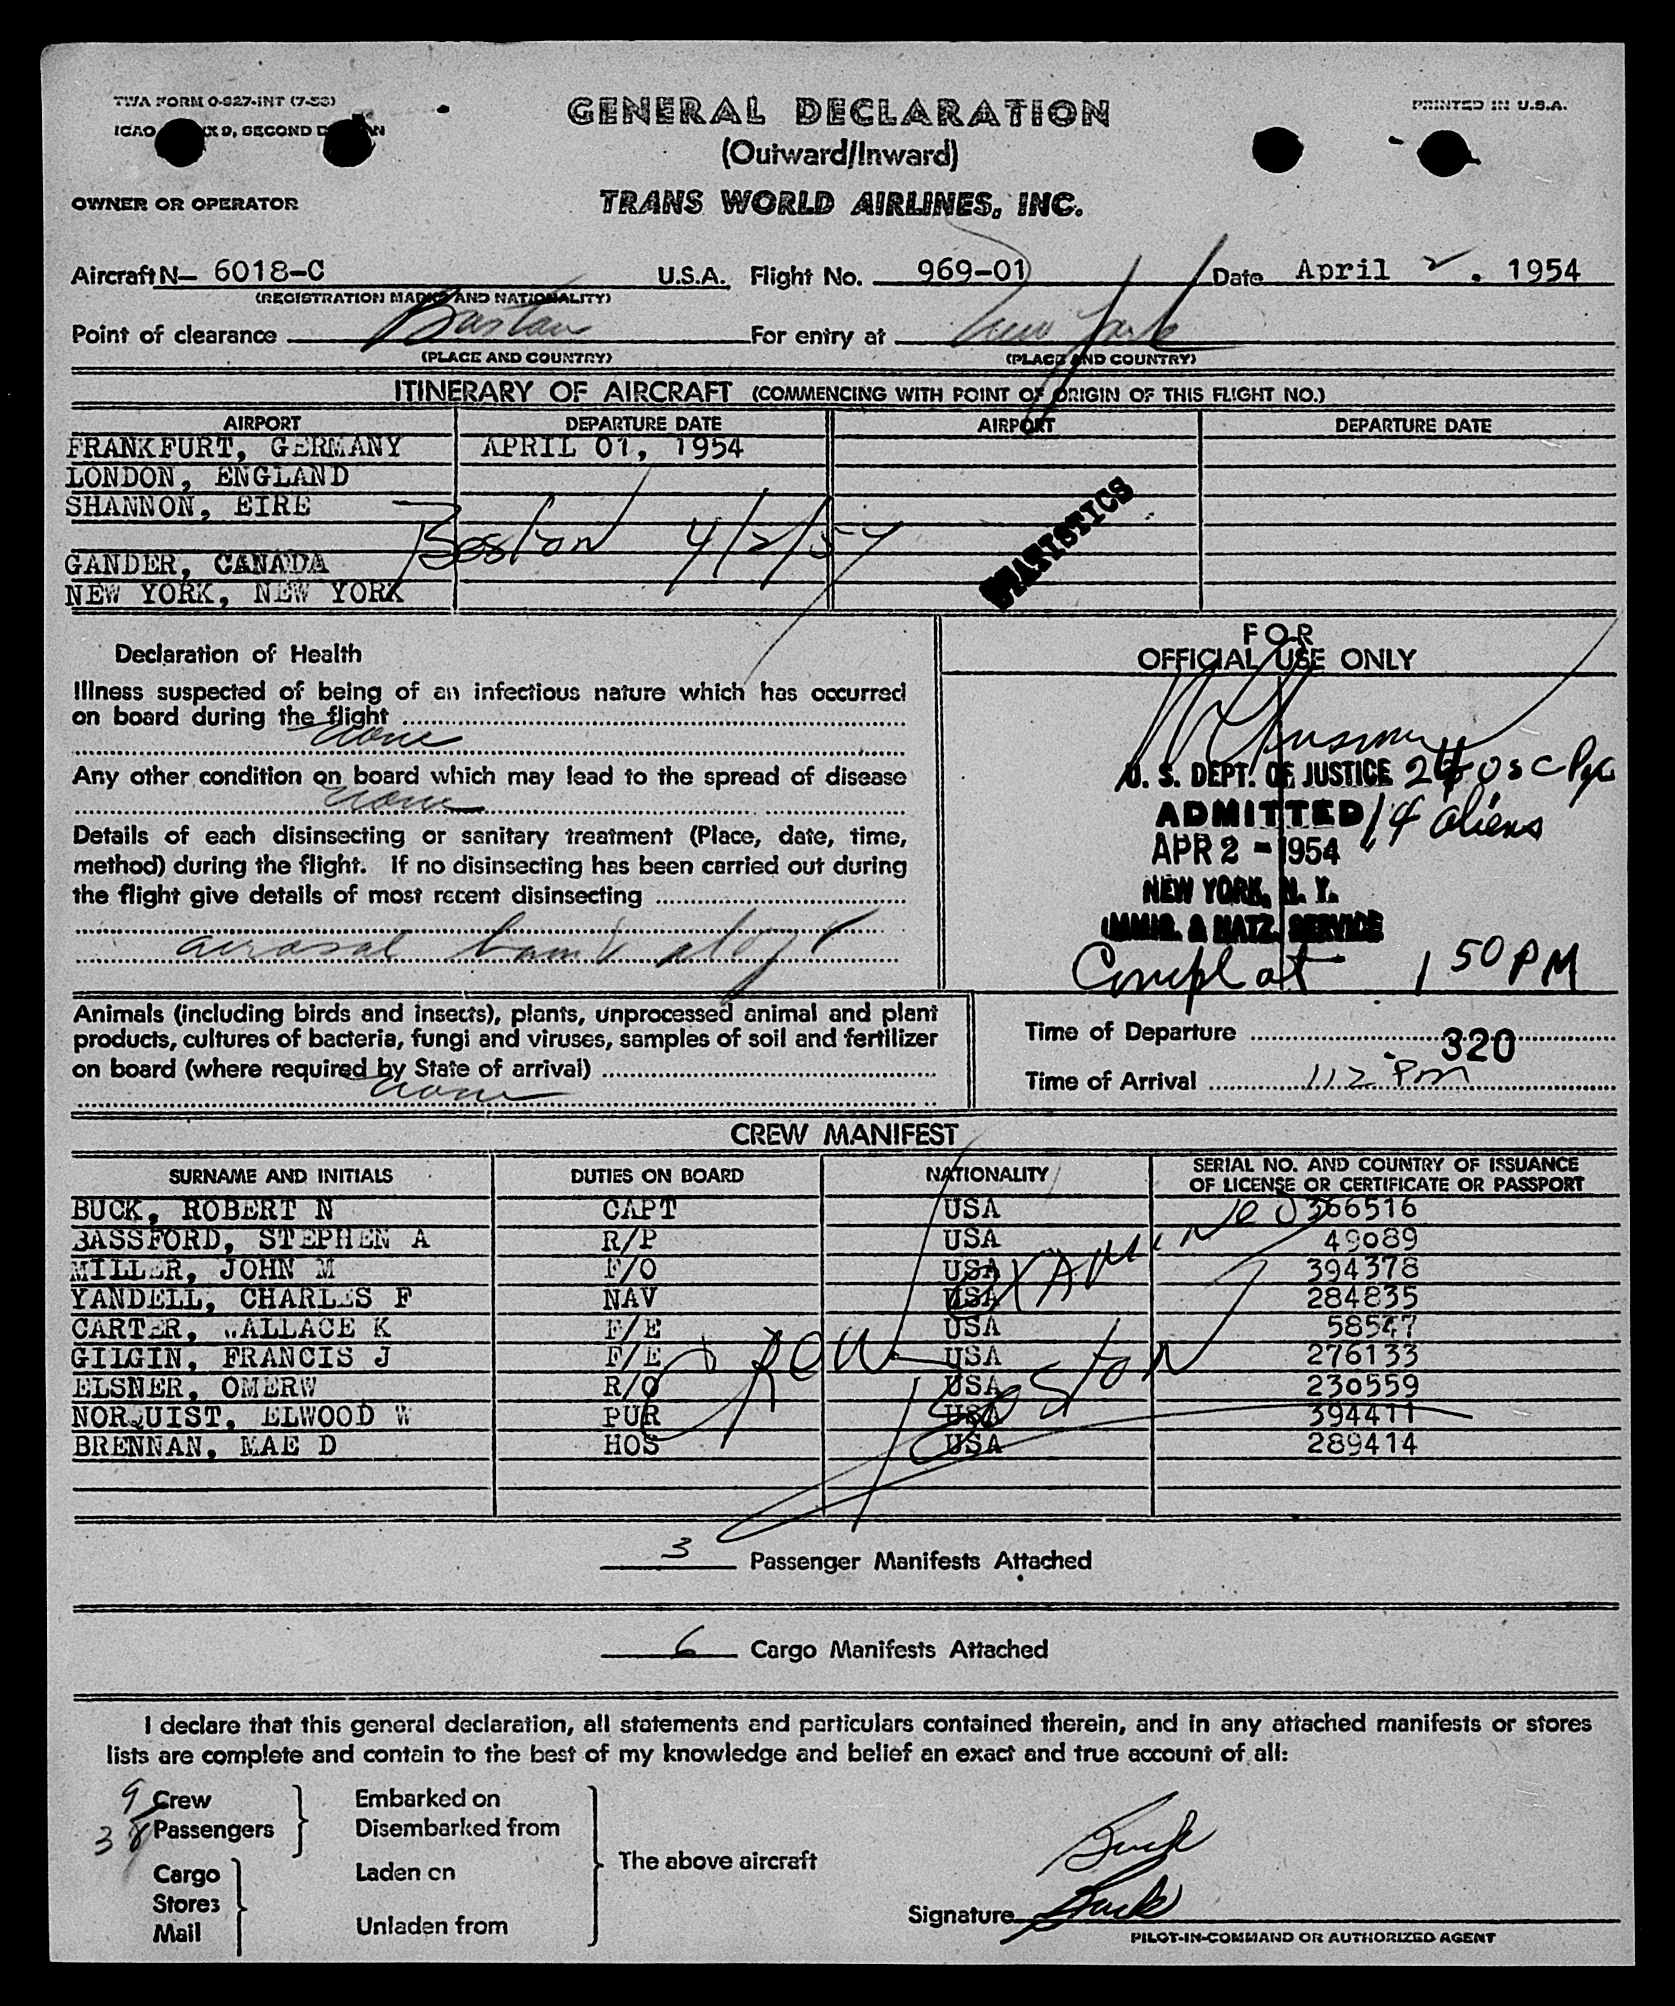 TWA FORM O-827-INT (7-53)
PRINTED IN U.S.A.
GENERAL DECLARATION
(Outward/Inward)
TRANS WORLD AIRLINES, INC.
ICAO X 9, SECOND
OWNER OR OPERATOR
Aircraft N— 6018-C U.S.A. Flight No. 969-01 Date April 2, 1954
(REGISTRATION MARKS AND NATIONALITY)
Point of clearance Boston For entry at New York
(PLACE AND COUNTRY) (PLACE AND COUNTRY)
ITINERARY OF AIRCRAFT (COMMENCING WITH POINT OF ORIGIN OF THIS FLIGHT NO.)
AIRPORT DEPARTURE DATE AIRPORT DEPARTURE DATE
FRANKFURT, GERMANY APRIL 01, 1954
LONDON, ENGLAND
SHANNON, EIRE
Boston 4/2/54
STATISTICS
GANDER, CANADA
NEW YORK, NEW YORK
Declaration of Health
Illness suspected of being of an infectious nature which has occurred
on board during the flight
none
Any other condition on board which may lead to the spread of disease
none
Details of each disinsecting or sanitary treatment (Place, date, time,
method) during the flight. If no disinsecting has been carried out during
the flight give details of most recent disinsecting
aerosol bomb
FOR
OFFICIAL USE ONLY
U. S. DEPT. OF JUSTICE 24 USC
ADMITTED 14 aliens
APR 2 - 1954
NEW YORK, N. Y.
IMMIG. & NATZ. SERVICE
Compl at 1 50 PM
Animals (including birds and insects), plants, unprocessed animal and plant
products, cultures of bacteria, fungi and viruses, samples of soil and fertilizer
on board (where required by State of arrival)
none
Time of Departure
320
Time of Arrival 112 PM
CREW MANIFEST
SURNAME AND INITIALS DUTIES ON BOARD NATIONALITY SERIAL NO. AND COUNTRY OF ISSUANCE
OF LICENSE OR CERTIFICATE OR PASSPORT
BUCK, ROBERT N CAPT USA 366516
BASSFORD, STEPHEN A R/P USA 49089
MILLER, JOHN M F/O USA 394378
YANDELL, CHARLES F NAV USA 284835
CARTER, WALLACE K F/E USA 58547
GILGIN, FRANCIS J F/E USA 276133
ELSNER, OMERW R/O USA 230559
NORQUIST, ELWOOD W PUR USA 394411
BRENNAN, MAE D HOS USA 289414
Crew EXAMINED
Boston
3 Passenger Manifests Attached
6 Cargo Manifests Attached
I declare that this general declaration, all statements and particulars contained therein, and in any attached manifests or stores
lists are complete and contain to the best of my knowledge and belief an exact and true account of all:
9 Crew Embarked on
38 Passengers Disembarked from
The above aircraft
Cargo Laden on
Stores
Mail Unladen from
Buck
Signature Buck
PILOT-IN-COMMAND OR AUTHORIZED AGENT